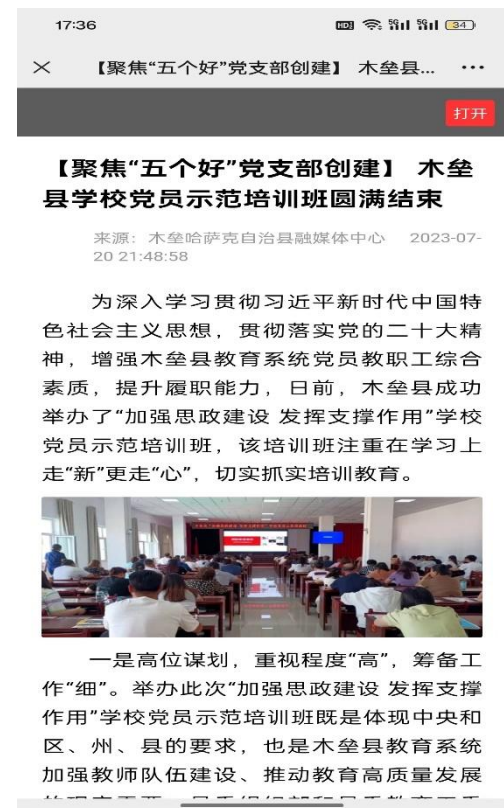 17:36
HD 5G 5G 34
【聚焦“五个好”党支部创建】 木垒县...
打开
【聚焦“五个好”党支部创建】 木垒
县学校党员示范培训班圆满结束
来源: 木垒哈萨克自治县融媒体中心 2023-07-
20 21:48:58
为深入学习贯彻习近平新时代中国特
色社会主义思想，贯彻落实党的二十大精
神，增强木垒县教育系统党员教职工综合
素质，提升履职能力，日前，木垒县成功
举办了“加强思政建设 发挥支撑作用”学校
党员示范培训班，该培训班注重在学习上
走“新”更走“心”，切实抓实培训教育。
一是高位谋划，重视程度“高”，筹备工
作“细”。举办此次“加强思政建设 发挥支撑
作用”学校党员示范培训班既是体现中央和
区、州、县的要求，也是木垒县教育系统
加强教师队伍建设、推动教育高质量发展